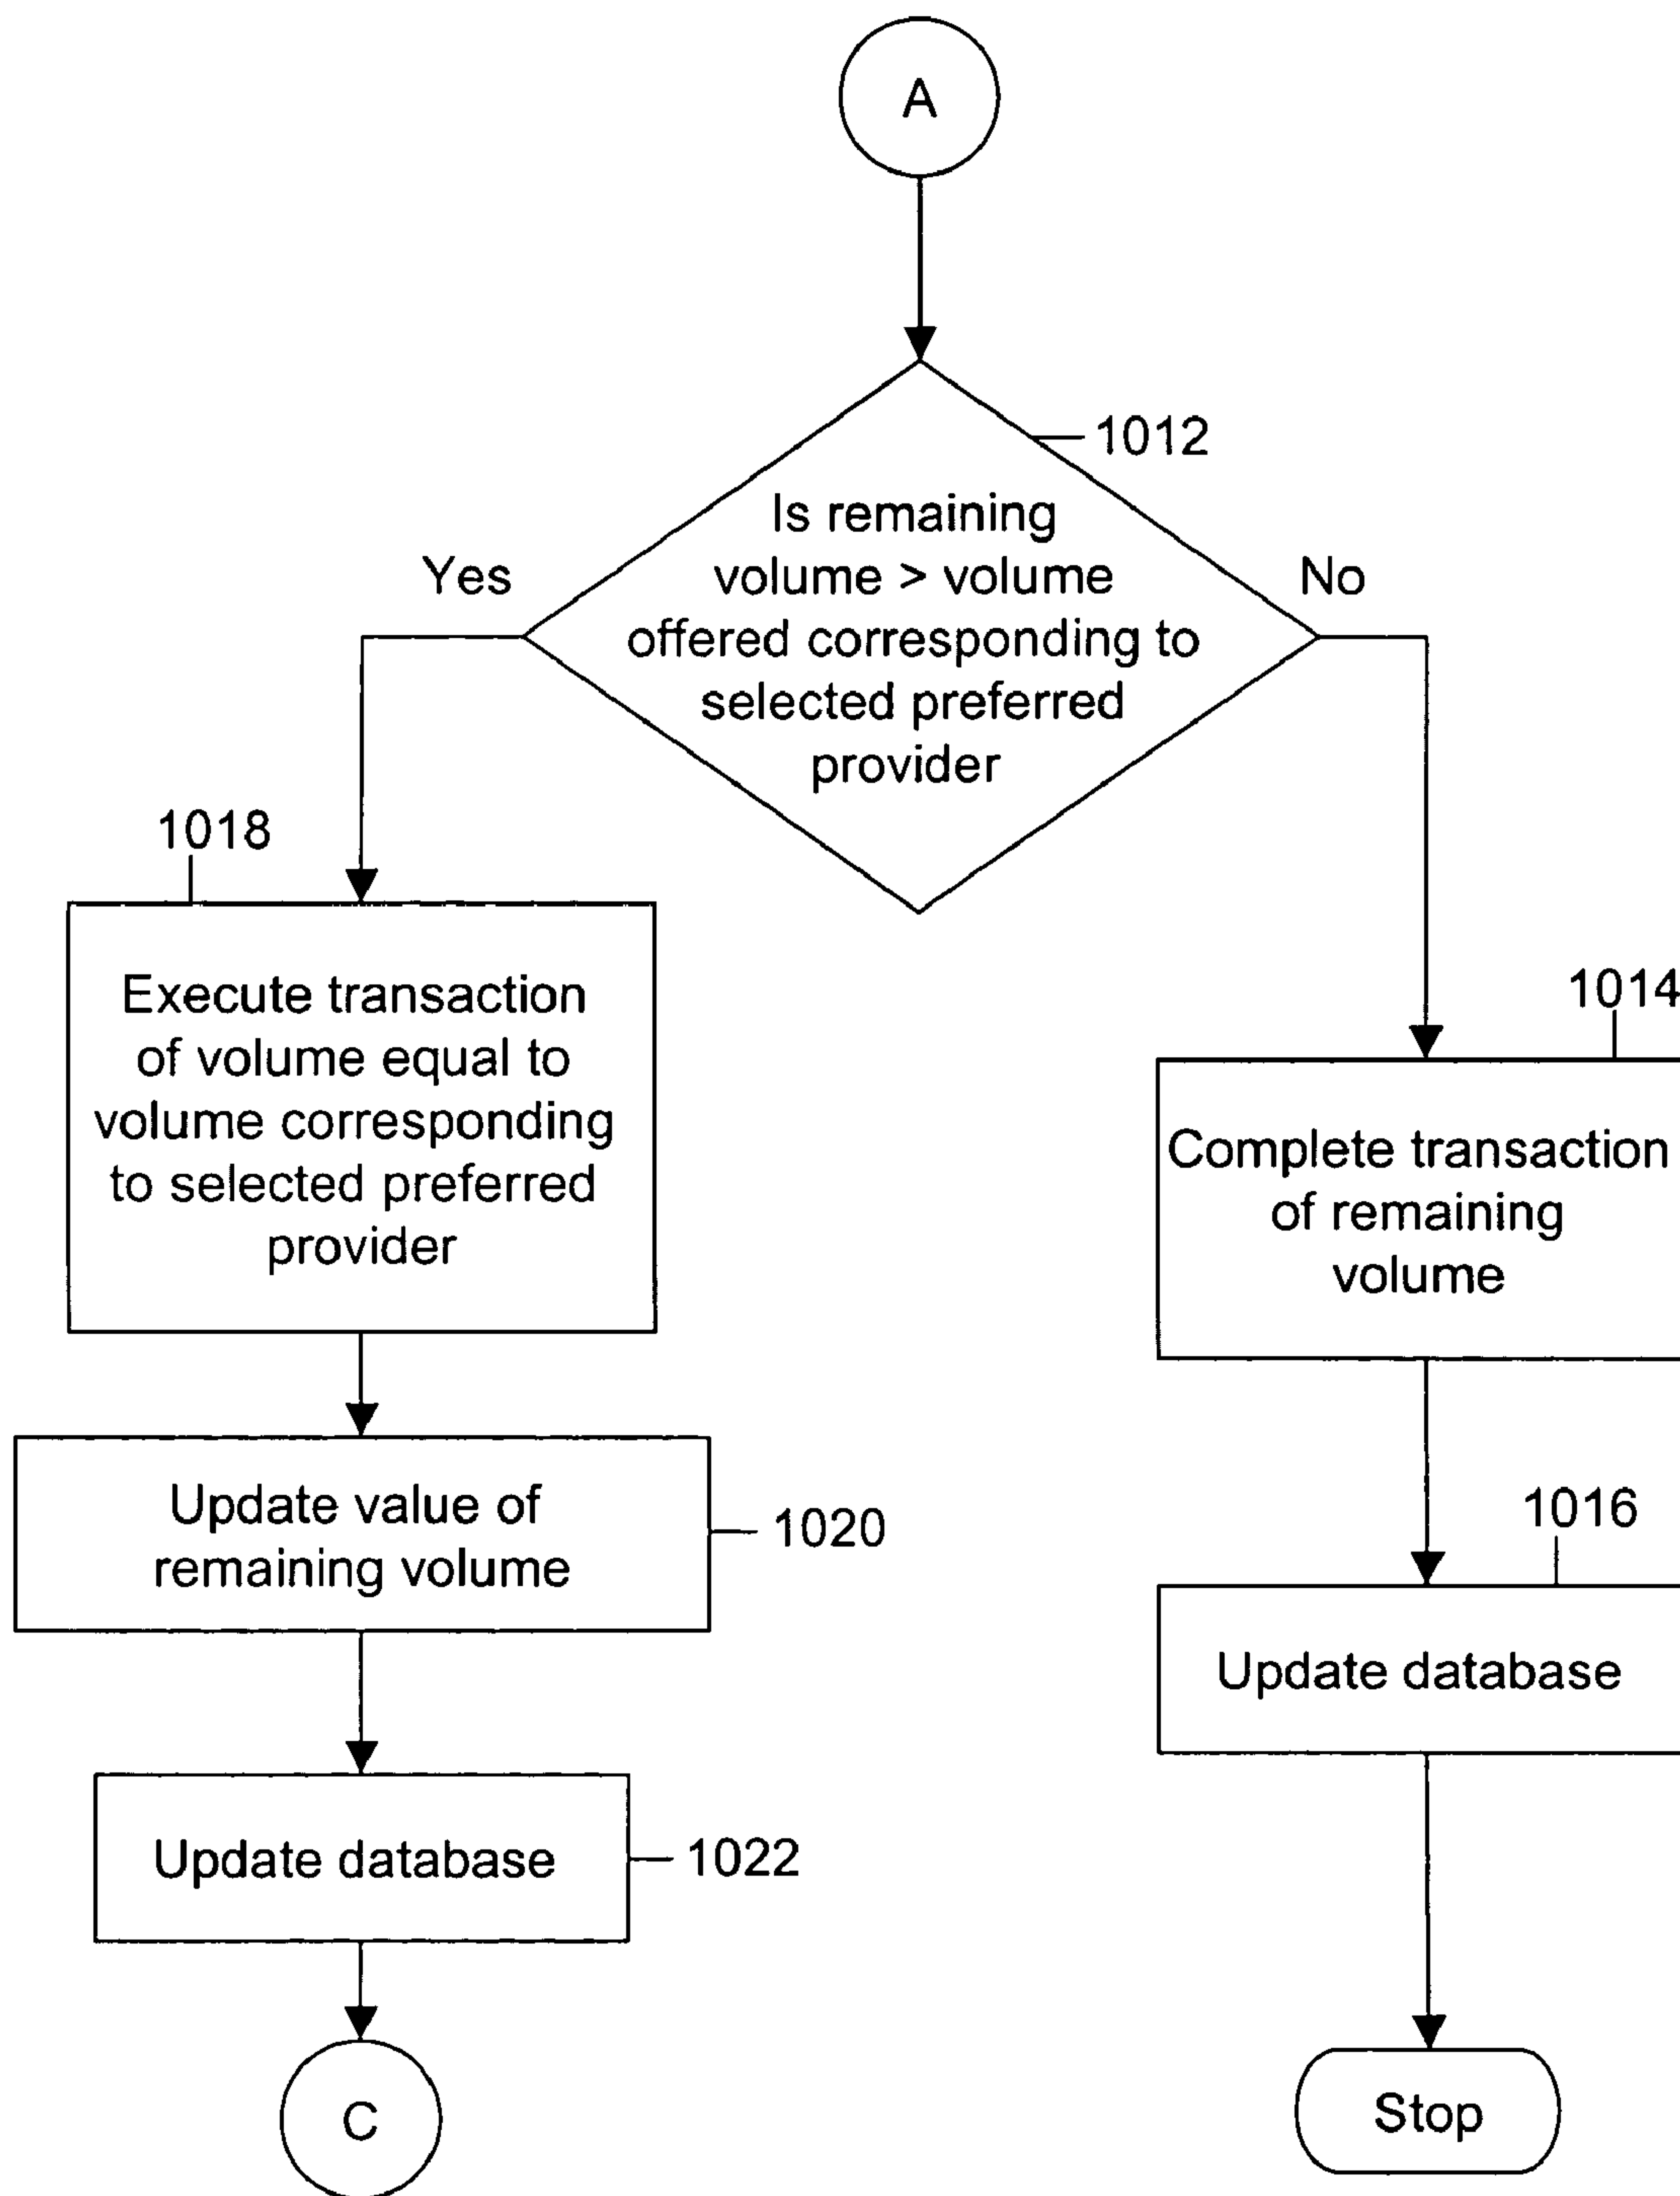 A
1012
Is remaining
volume > volume
offered corresponding to
selected preferred
provider
Yes
No
1018
Execute transaction
of volume equal to
volume corresponding
to selected preferred
provider
1014
Complete transaction
of remaining
volume
Update value of
remaining volume
1020
1016
Update database
Update database
1022
C
Stop